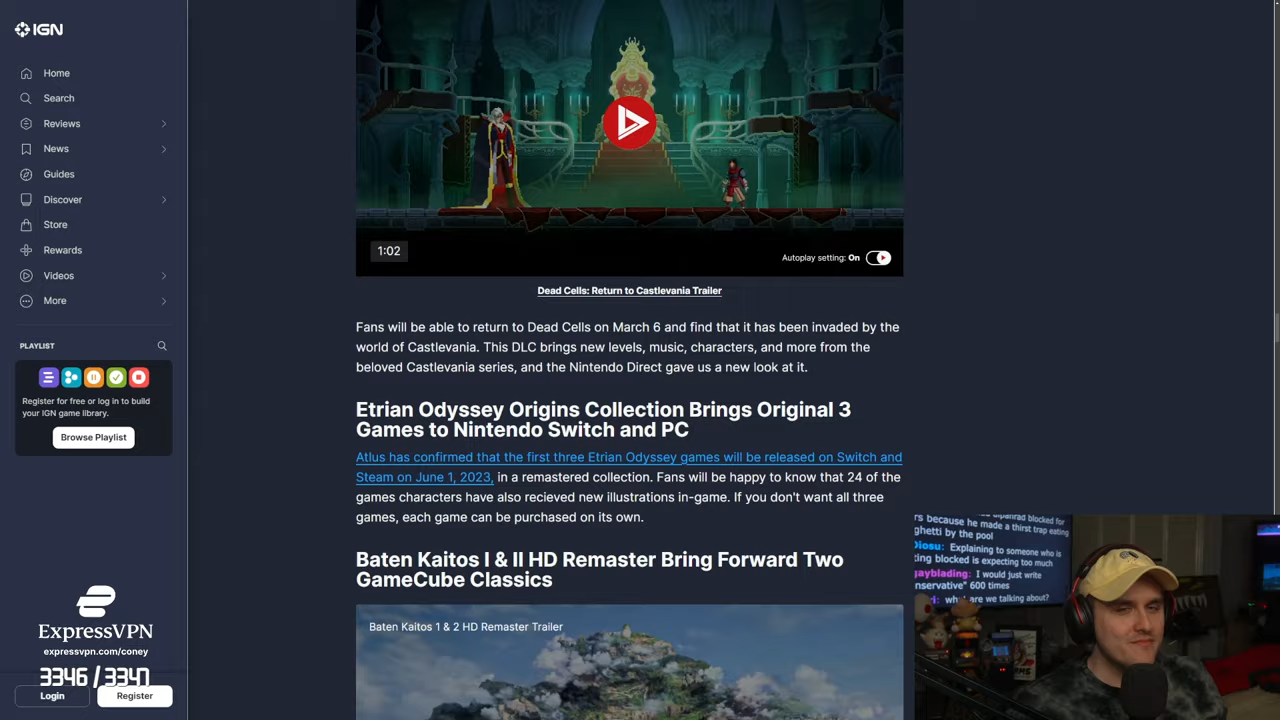 IGN
Home
Search
Reviews
News
Guides
Discover
Store
Rewards
Videos
More
PLAYLIST
Register for free or log in to build
your IGN game library.
Browse Playlist
ExpressVPN
expressvpn.com/coney
3346 / 3347
Login
Register
1:02
Autoplay setting: On
Dead Cells: Return to Castlevania Trailer
Fans will be able to return to Dead Cells on March 6 and find that it has been invaded by the
world of Castlevania. This DLC brings new levels, music, characters, and more from the
beloved Castlevania series, and the Nintendo Direct gave us a new look at it.
Etrian Odyssey Origins Collection Brings Original 3
Games to Nintendo Switch and PC
Atlus has confirmed that the first three Etrian Odyssey games will be released on Switch and
Steam on June 1, 2023, in a remastered collection. Fans will be happy to know that 24 of the
games characters have also recieved new illustrations in-game. If you don't want all three
games, each game can be purchased on its own.
Baten Kaitos I & II HD Remaster Bring Forward Two
GameCube Classics
Baten Kaitos 1 & 2 HD Remaster Trailer
because he made a thirst trap eating
ghetti by the pool
Diosu: Explaining to someone who is
blocked is expecting too much
gayblading: I would just write
nservative" 600 times
what are we talking about?